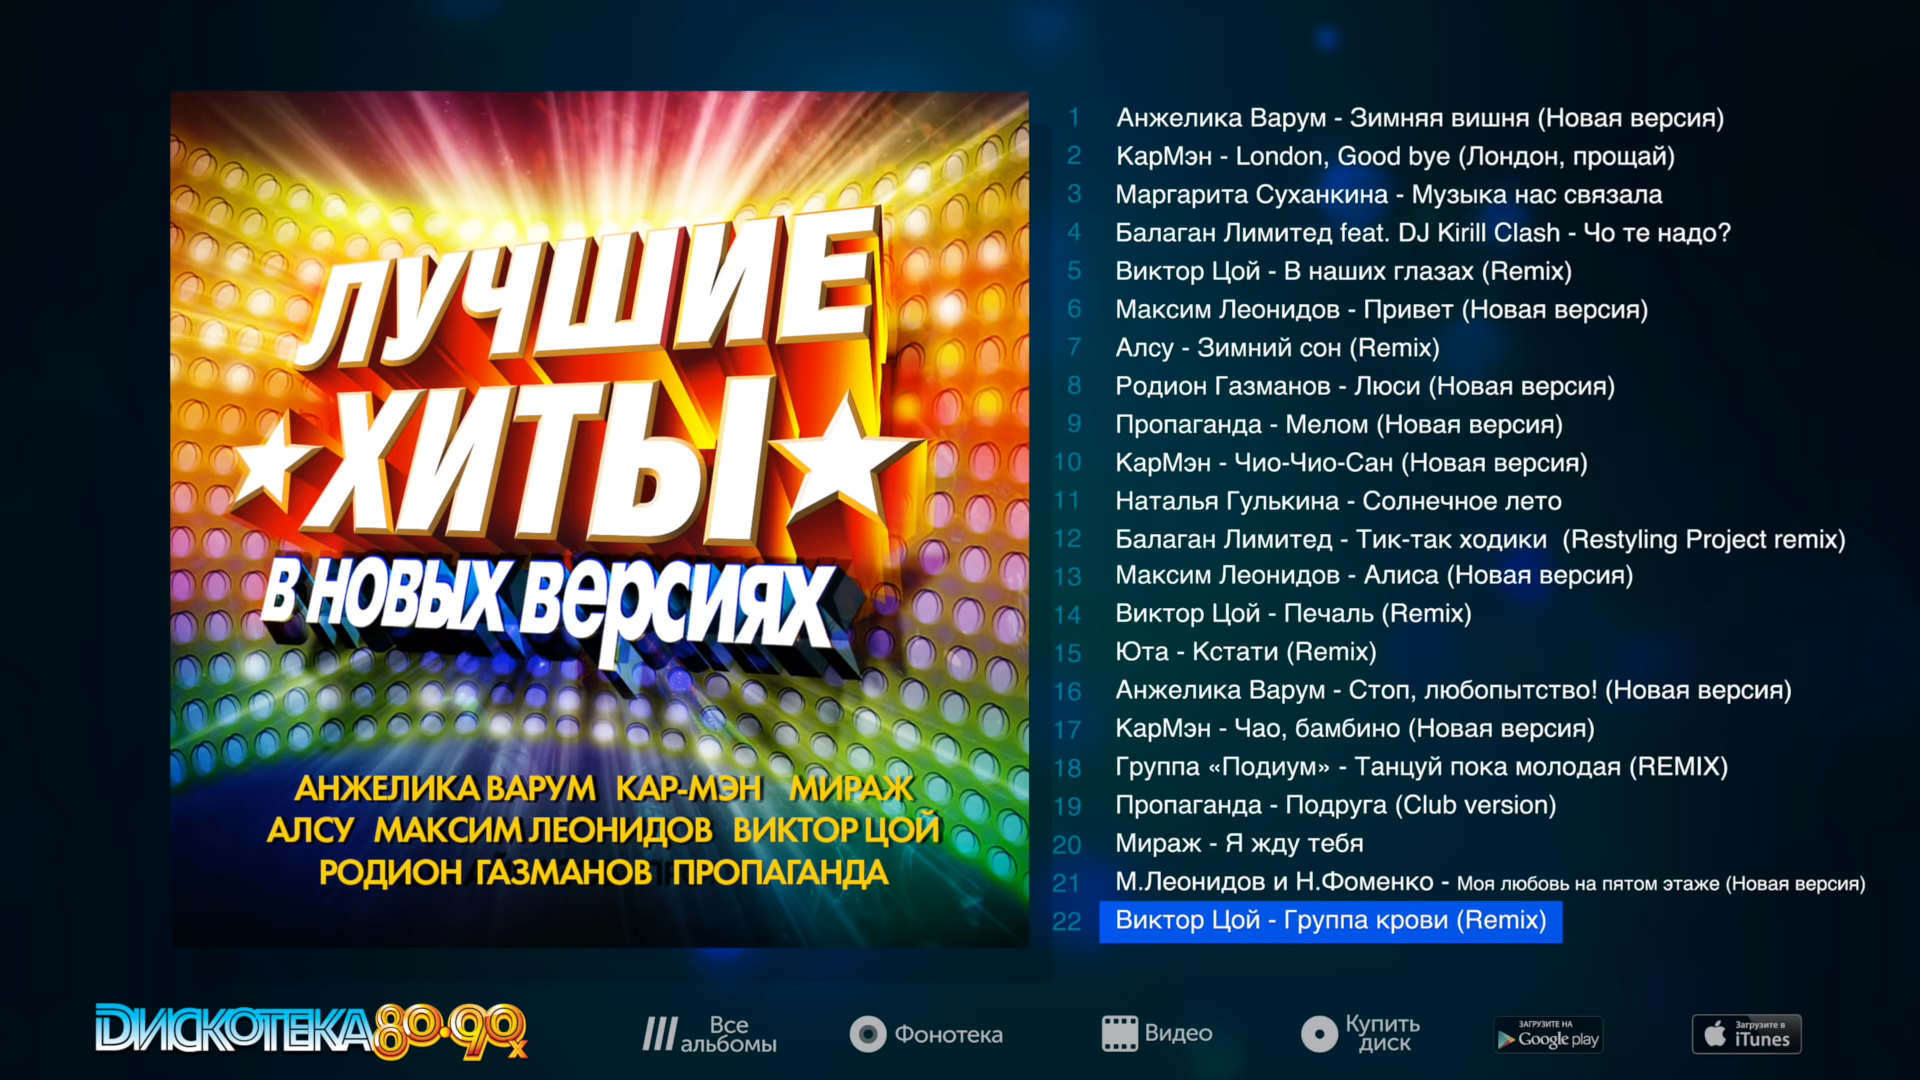 ЛУЧШИЕ
ХИТЫ
В НОВЫХ ВЕРСИЯХ
АНЖЕЛИКА ВАРУМ КАР-МЭН МИРАЖ
АЛСУ МАКСИМ ЛЕОНИДОВ ВИКТОР ЦОЙ
РОДИОН ГАЗМАНОВ ПРОПАГАНДА
1 Анжелика Варум - Зимняя вишня (Новая версия)
2 КарМэн - London, Good bye (Лондон, прощай)
3 Маргарита Суханкина - Музыка нас связала
4 Балаган Лимитед feat. DJ Kirill Clash - Чо те надо?
5 Виктор Цой - В наших глазах (Remix)
6 Максим Леонидов - Привет (Новая версия)
7 Алсу - Зимний сон (Remix)
8 Родион Газманов - Люси (Новая версия)
9 Пропаганда - Мелом (Новая версия)
10 КарМэн - Чио-Чио-Сан (Новая версия)
11 Наталья Гулькина - Солнечное лето
12 Балаган Лимитед - Тик-так ходики (Restyling Project remix)
13 Максим Леонидов - Алиса (Новая версия)
14 Виктор Цой - Печаль (Remix)
15 Юта - Кстати (Remix)
16 Анжелика Варум - Стоп, любопытство! (Новая версия)
17 КарМэн - Чао, бамбино (Новая версия)
18 Группа «Подиум» - Танцуй пока молодая (REMIX)
19 Пропаганда - Подруга (Club version)
20 Мираж - Я жду тебя
21 М.Леонидов и Н.Фоменко - Моя любовь на пятом этаже (Новая версия)
22 Виктор Цой - Группа крови (Remix)
ДИСКОТЕКА 80-90х
Все
альбомы
Фонотека
Видео
Купить
диск
ЗАГРУЗИТЕ НА
Google play
Загрузите в
iTunes